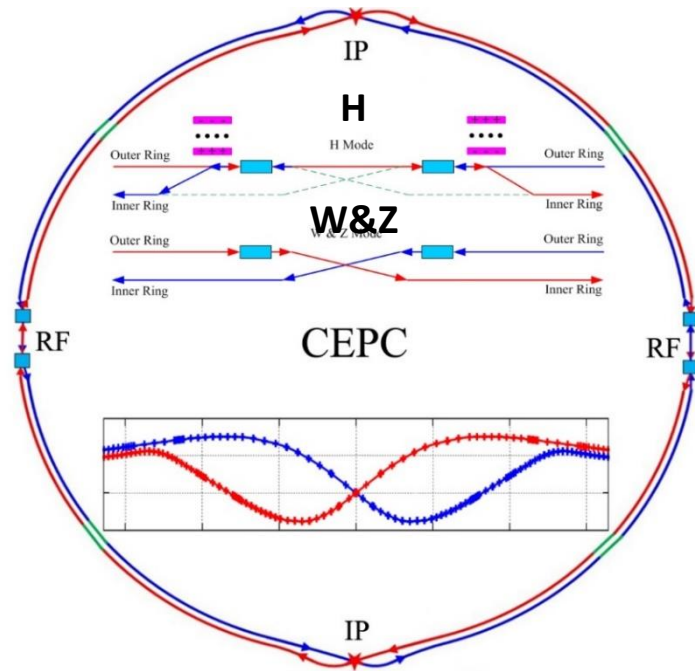 IP
H
H Mode
Outer Ring
Outer Ring
Inner Ring
Inner Ring
W&Z
W & Z Mode
Outer Ring
Outer Ring
Inner Ring
Inner Ring
RF
CEPC
RF
IP